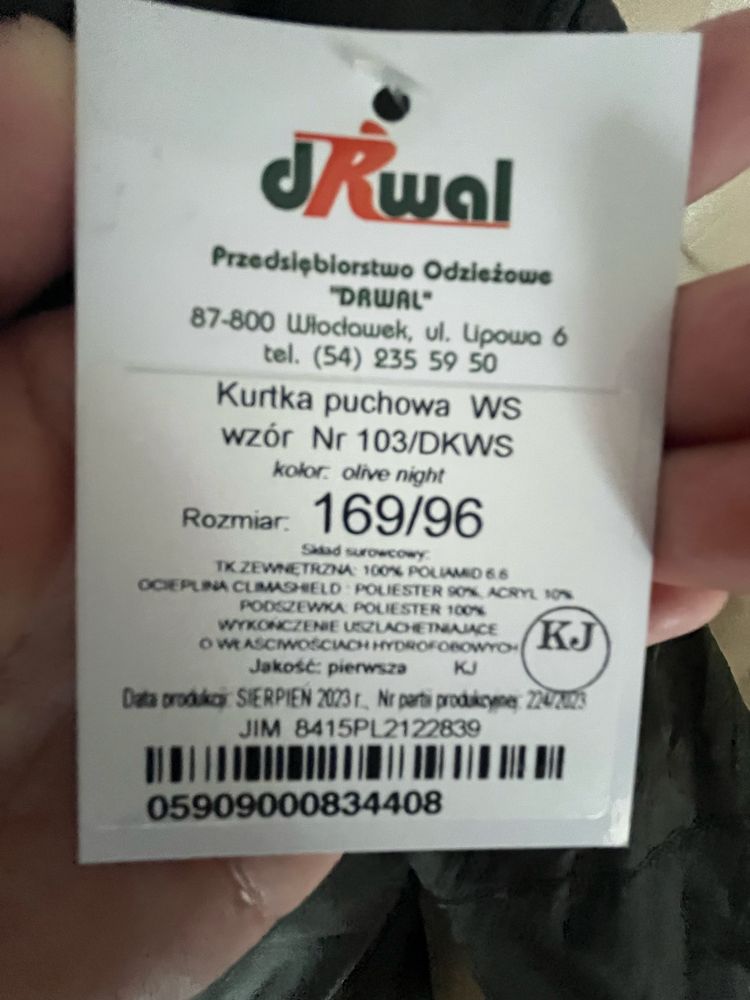 dRwal
Przedsiębiorstwo Odzieżowe
"DRWAL"
87-800 Włocławek, ul. Lipowa 6
tel. (54) 235 59 50
Kurtka puchowa WS
wzór Nr 103/DKWS
kolor: olive night
Rozmiar: 169/96
Skład surowcowy:
TK.ZEWNĘTRZNA: 100% POLIAMID 6.6
OCIEPLINA CLIMASHIELD : POLIESTER 90%, ACRYL 10%
PODSZEWKA: POLIESTER 100%
WYKOŃCZENIE USZLACHETNIAJĄCE
O WŁAŚCIWOŚCIACH HYDROFOBOWYCH
KJ
Jakość: pierwsza KJ
Data produkcji: SIERPIEŃ 2023 r., Nr partii produkcyjnej: 224/2023
JIM 8415PL2122839
05909000834408